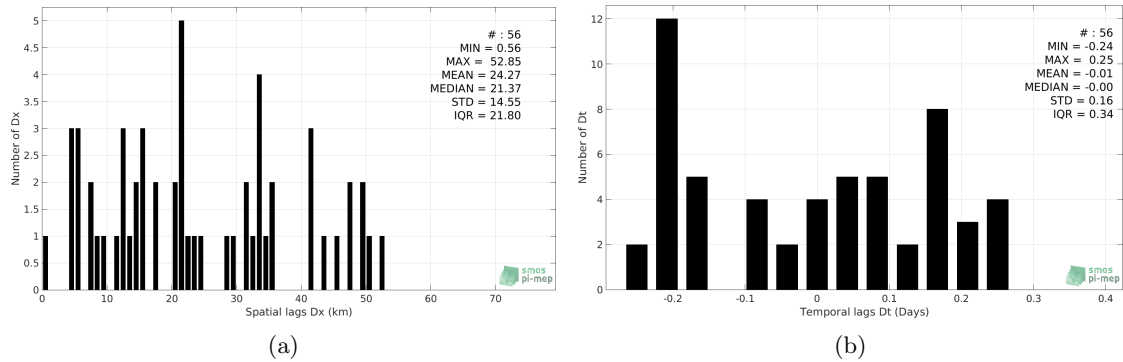 5
4.5
4
3.5
3
2.5
2
1.5
1
0.5
0
Number of Dx
# : 56
MIN = 0.56
MAX = 52.85
MEAN = 24.27
MEDIAN = 21.37
STD = 14.55
IQR = 21.80
smos
pi-mep
0 10 20 30 40 50 60 70
Spatial lags Dx (km)
(a)
12
10
8
6
4
2
0
Number of Dt
# : 56
MIN = -0.24
MAX = 0.25
MEAN = -0.01
MEDIAN = -0.00
STD = 0.16
IQR = 0.34
smos
pi-mep
-0.2 -0.1 0 0.1 0.2 0.3 0.4
Temporal lags Dt (Days)
(b)